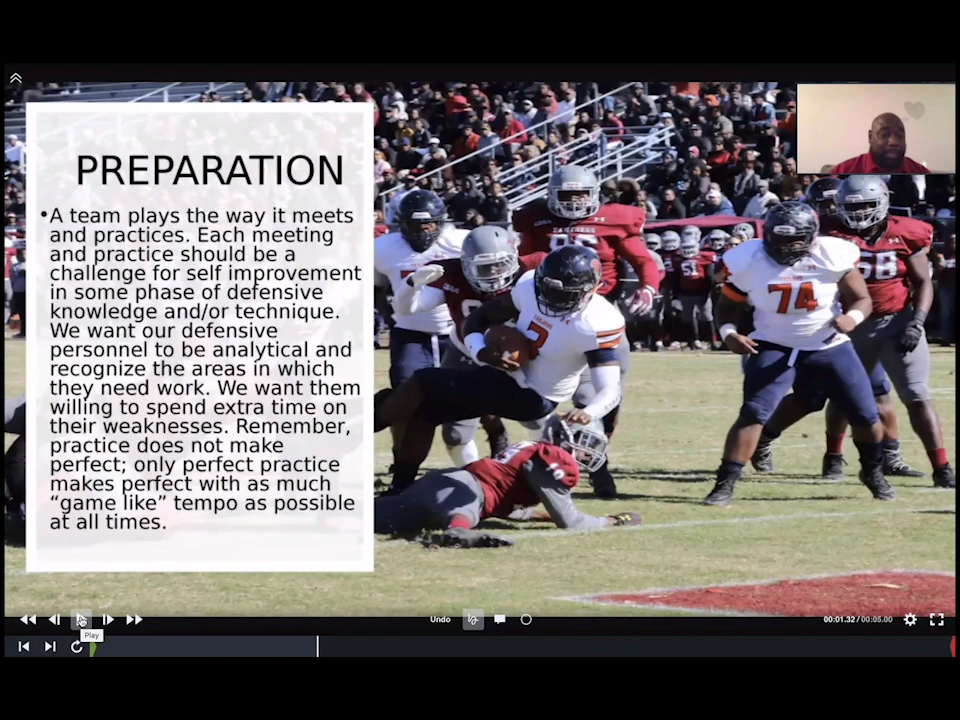 PREPARATION
•A team plays the way it meets
and practices. Each meeting
and practice should be a
challenge for self improvement
in some phase of defensive
knowledge and/or technique.
We want our defensive
personnel to be analytical and
recognize the areas in which
they need work. We want them
willing to spend extra time on
their weaknesses. Remember,
practice does not make
perfect; only perfect practice
makes perfect with as much
“game like” tempo as possible
at all times.
74
51
Undo
00:01.32 / 00:05.00
Play